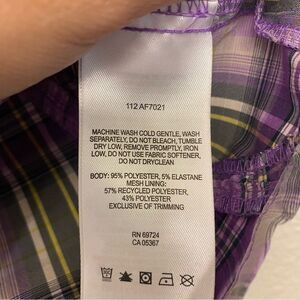 112 AF7021
MACHINE WASH COLD GENTLE, WASH
SEPARATELY, DO NOT BLEACH, TUMBLE
DRY LOW, REMOVE PROMPTLY, IRON
LOW, DO NOT USE FABRIC SOFTENER,
DO NOT DRYCLEAN
BODY: 95% POLYESTER, 5% ELASTANE
MESH LINING:
57% RECYCLED POLYESTER,
43% POLYESTER
EXCLUSIVE OF TRIMMING
RN 69724
CA 05367